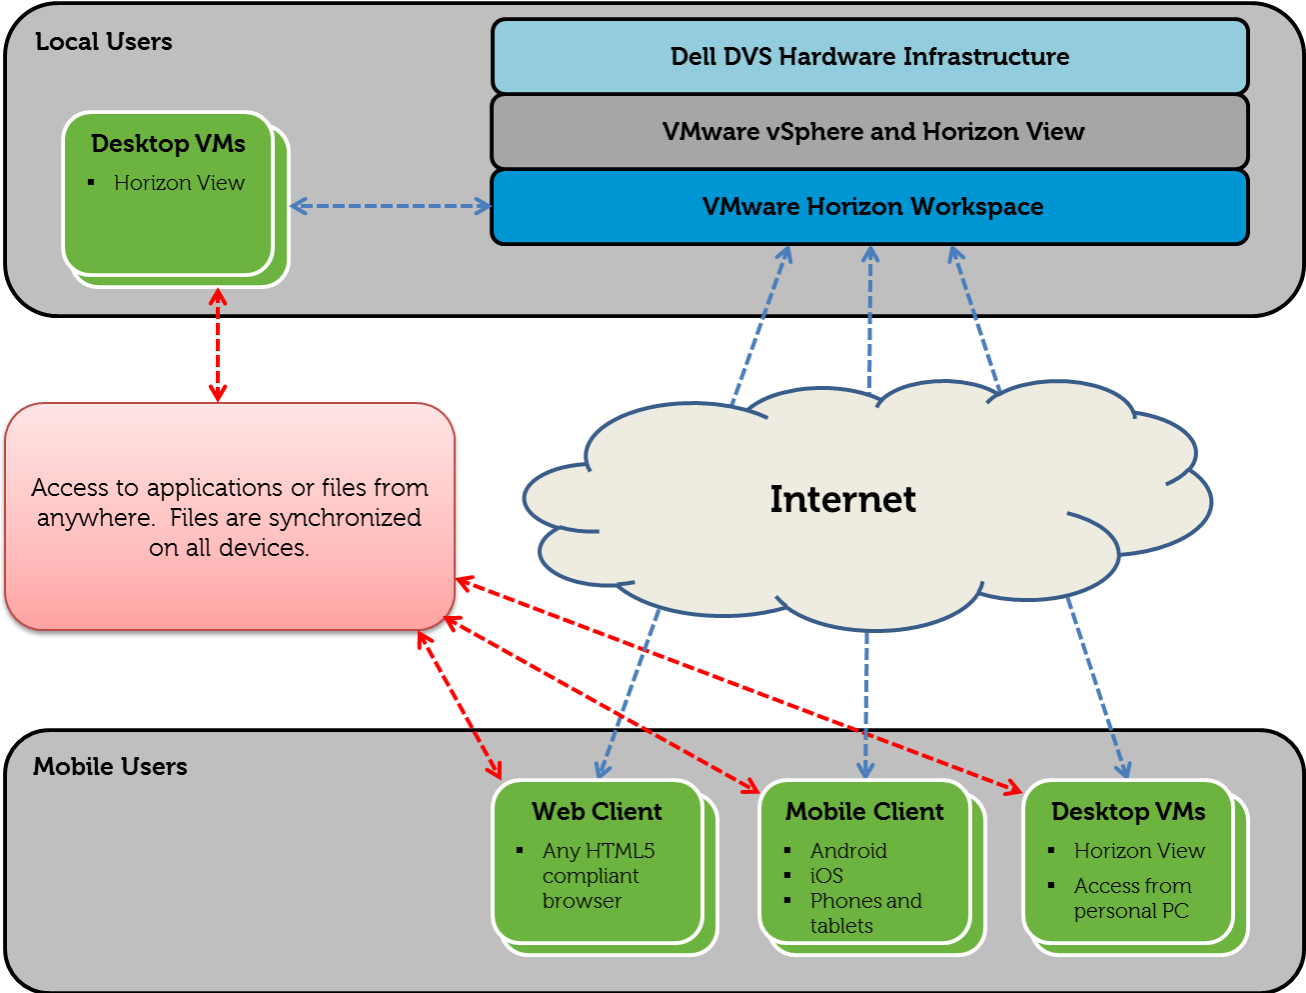 Local Users
Dell DVS Hardware Infrastructure
VMware vSphere and Horizon View
VMware Horizon Workspace
Desktop VMs
▪ Horizon View
Access to applications or files from
anywhere.  Files are synchronized
on all devices.
Internet
Mobile Users
Web Client
▪ Any HTML5
compliant
browser
Mobile Client
▪ Android
▪ iOS
▪ Phones and
tablets
Desktop VMs
▪ Horizon View
▪ Access from
personal PC